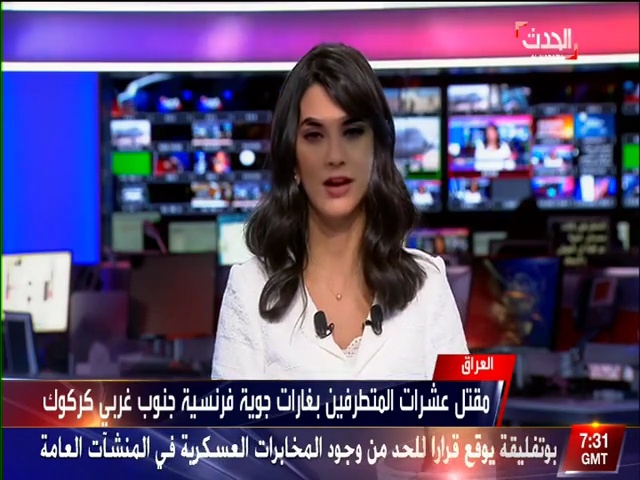 الحدث
العراق
مقتل عشرات المتطرفين بغارات جوية فرنسية جنوب غربي كركوك
بوتفليقة يوقع قرارا للحد من وجود المخابرات العسكرية في المنشآت العامة
7:31
GMT